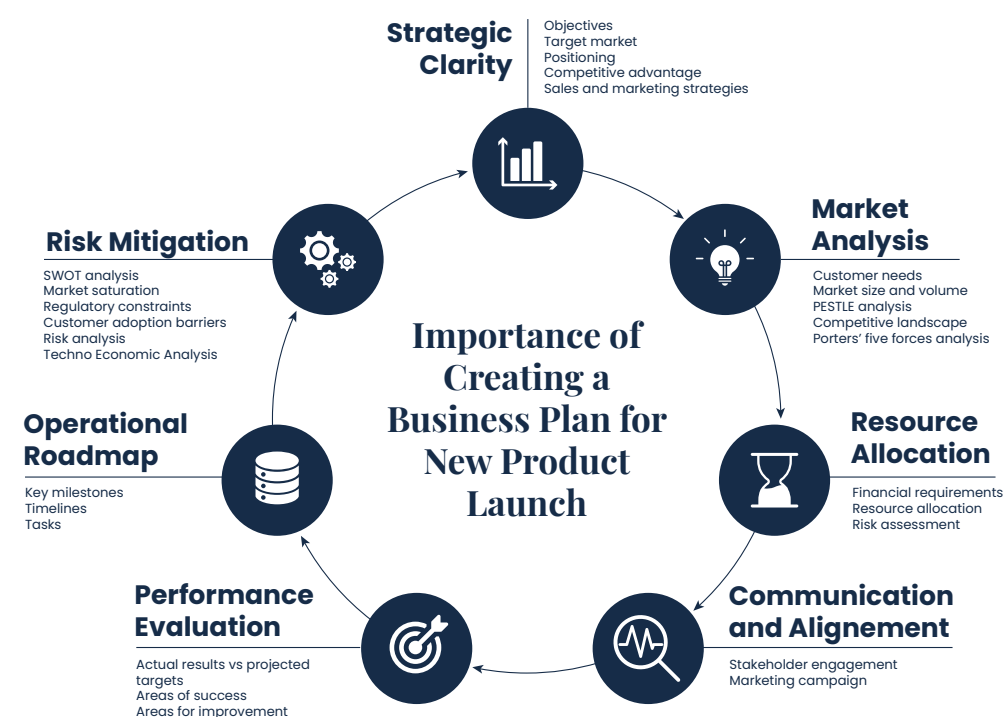 Strategic
Clarity
Objectives
Target market
Positioning
Competitive advantage
Sales and marketing strategies
Market
Analysis
Customer needs
Market size and volume
PESTLE analysis
Competitive landscape
Porters’ five forces analysis
Resource
Allocation
Financial requirements
Resource allocation
Risk assessment
Communication
and Alignement
Stakeholder engagement
Marketing campaign
Performance
Evaluation
Actual results vs projected
targets
Areas of success
Areas for improvement
Operational
Roadmap
Key milestones
Timelines
Tasks
Risk Mitigation
SWOT analysis
Market saturation
Regulatory constraints
Customer adoption barriers
Risk analysis
Techno Economic Analysis
Importance of
Creating a
Business Plan for
New Product
Launch